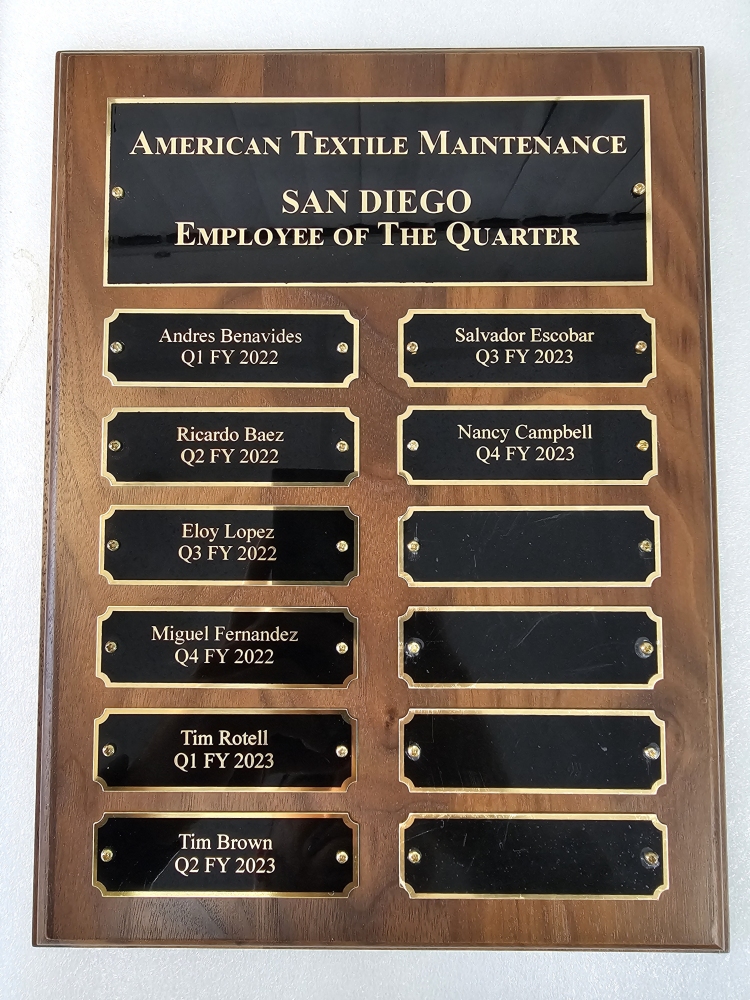 American Textile Maintenance
SAN DIEGO
Employee of The Quarter
Andres Benavides
Q1 FY 2022
Ricardo Baez
Q2 FY 2022
Eloy Lopez
Q3 FY 2022
Miguel Fernandez
Q4 FY 2022
Tim Rotell
Q1 FY 2023
Tim Brown
Q2 FY 2023
Salvador Escobar
Q3 FY 2023
Nancy Campbell
Q4 FY 2023